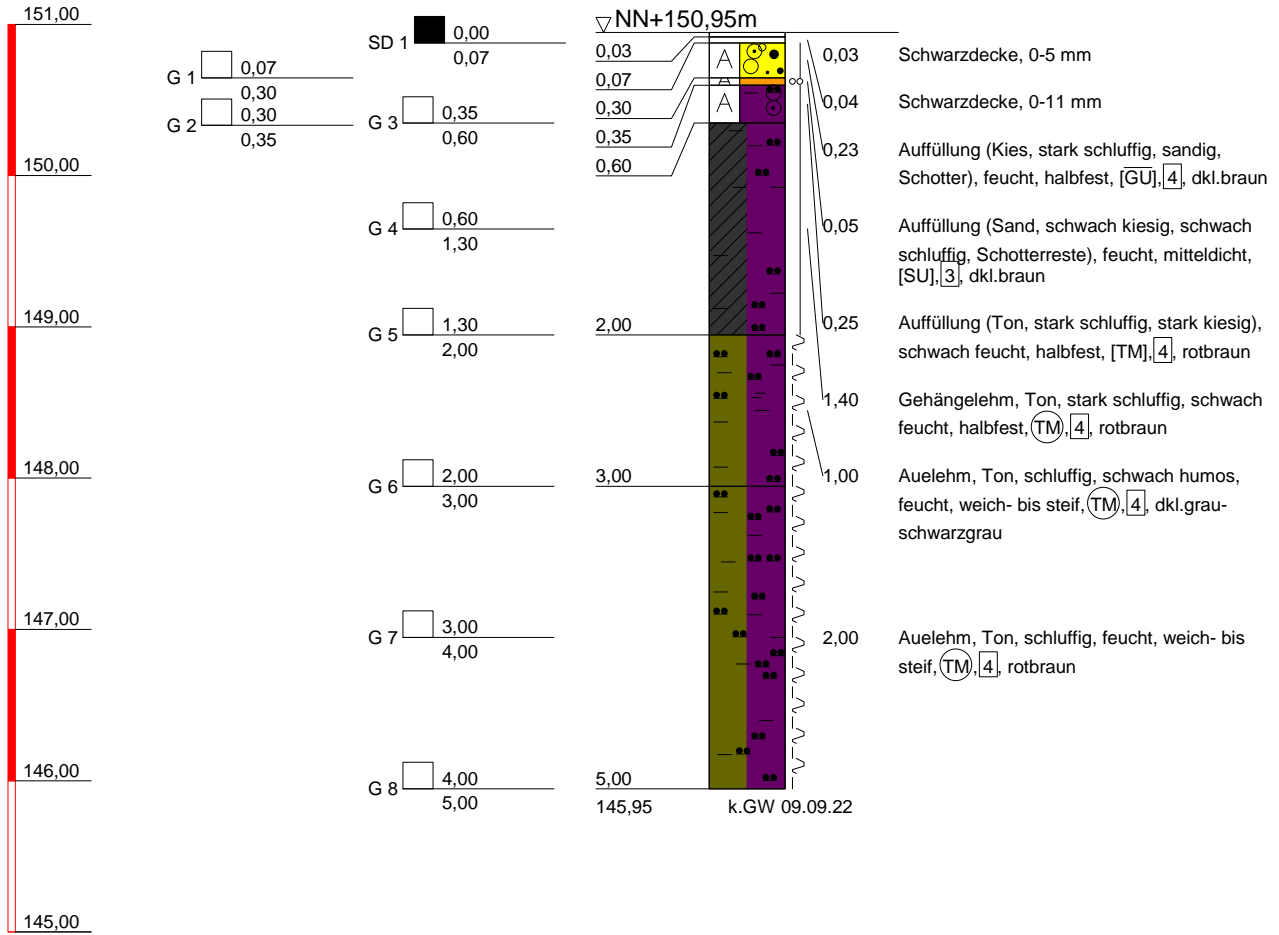 151,00
150,00
149,00
148,00
147,00
146,00
145,00
G 1 0,07
0,30
G 2 0,30
0,35
SD 1 0,00
0,07
G 3 0,35
0,60
G 4 0,60
1,30
G 5 1,30
2,00
G 6 2,00
3,00
G 7 3,00
4,00
G 8 4,00
5,00
NN+150,95m
0,03
0,07
0,30
0,35
0,60
2,00
3,00
5,00
145,95
A
A
A
k.GW 09.09.22
0,03 Schwarzdecke, 0-5 mm
0,04 Schwarzdecke, 0-11 mm
0,23 Auffüllung (Kies, stark schluffig, sandig,
Schotter), feucht, halbfest, [G̅U̅], 4, dkl.braun
0,05 Auffüllung (Sand, schwach kiesig, schwach
schluffig, Schotterreste), feucht, mitteldicht,
[SU], 3, dkl.braun
0,25 Auffüllung (Ton, stark schluffig, stark kiesig),
schwach feucht, halbfest, [TM], 4, rotbraun
1,40 Gehängelehm, Ton, stark schluffig, schwach
feucht, halbfest, TM, 4, rotbraun
1,00 Auelehm, Ton, schluffig, schwach humos,
feucht, weich- bis steif, TM, 4, dkl.grau-
schwarzgrau
2,00 Auelehm, Ton, schluffig, feucht, weich- bis
steif, TM, 4, rotbraun